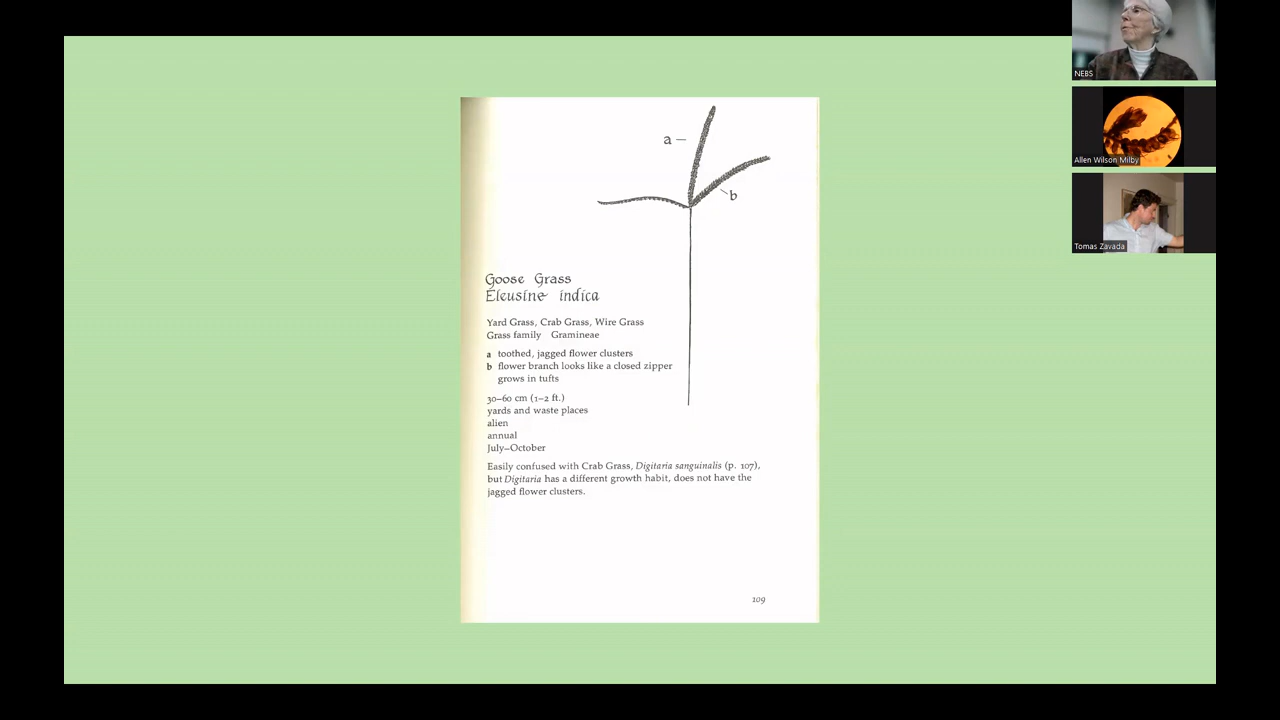 NEBS
Allen Wilson Milby
Tomas Zavada
a
b
Goose Grass
Eleusine indica
Yard Grass, Crab Grass, Wire Grass
Grass family Gramineae
a toothed, jagged flower clusters
b flower branch looks like a closed zipper
grows in tufts
30–60 cm (1–2 ft.)
yards and waste places
alien
annual
July–October
Easily confused with Crab Grass, Digitaria sanguinalis (p. 107),
but Digitaria has a different growth habit, does not have the
jagged flower clusters.
109